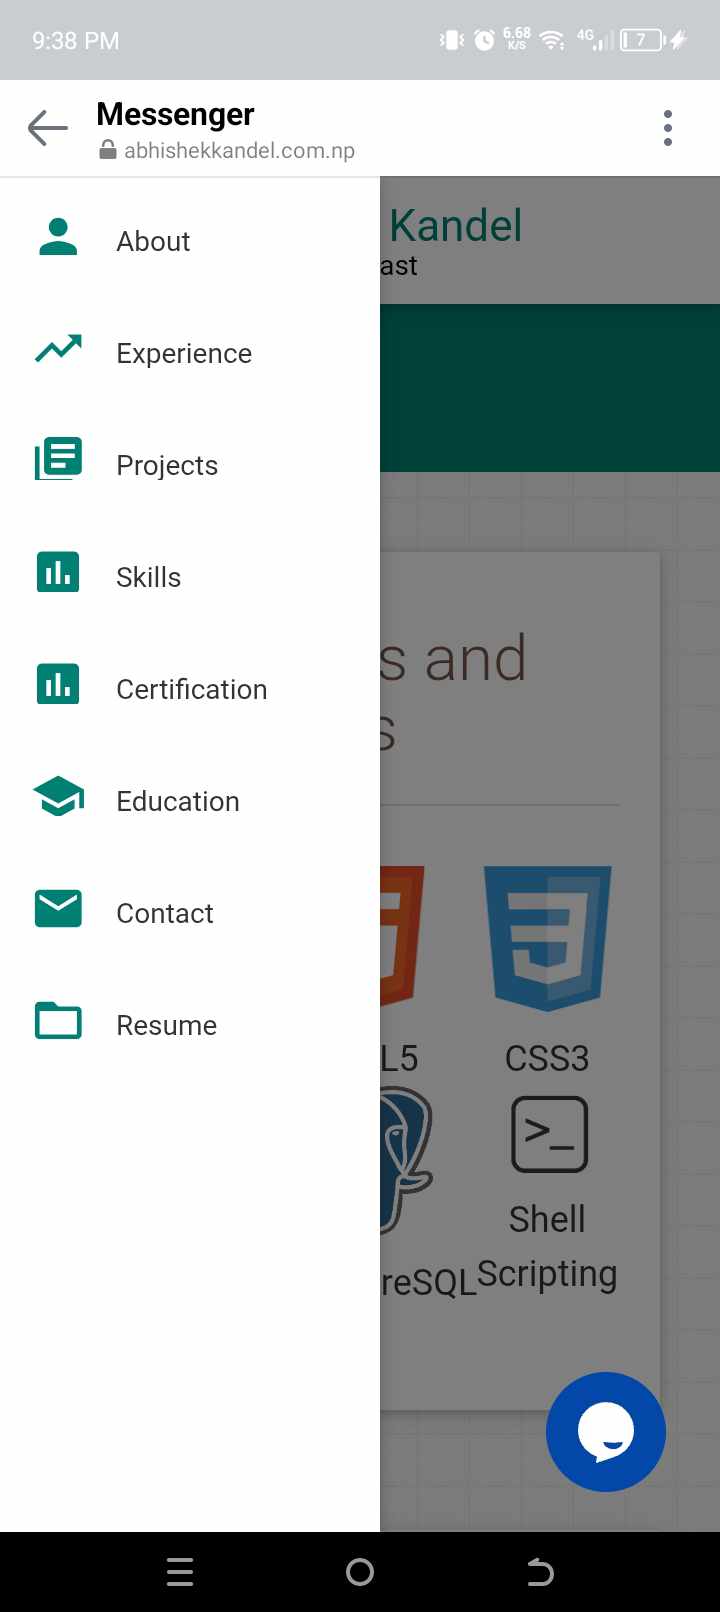 9:38 PM
6.68
K/S
4G
7
Messenger
abhishekkandel.com.np
Kandel
ast
About
Experience
Projects
Skills
Certification
Education
Contact
Resume
s and
s
L5
CSS3
Shell
Scripting
reSQL